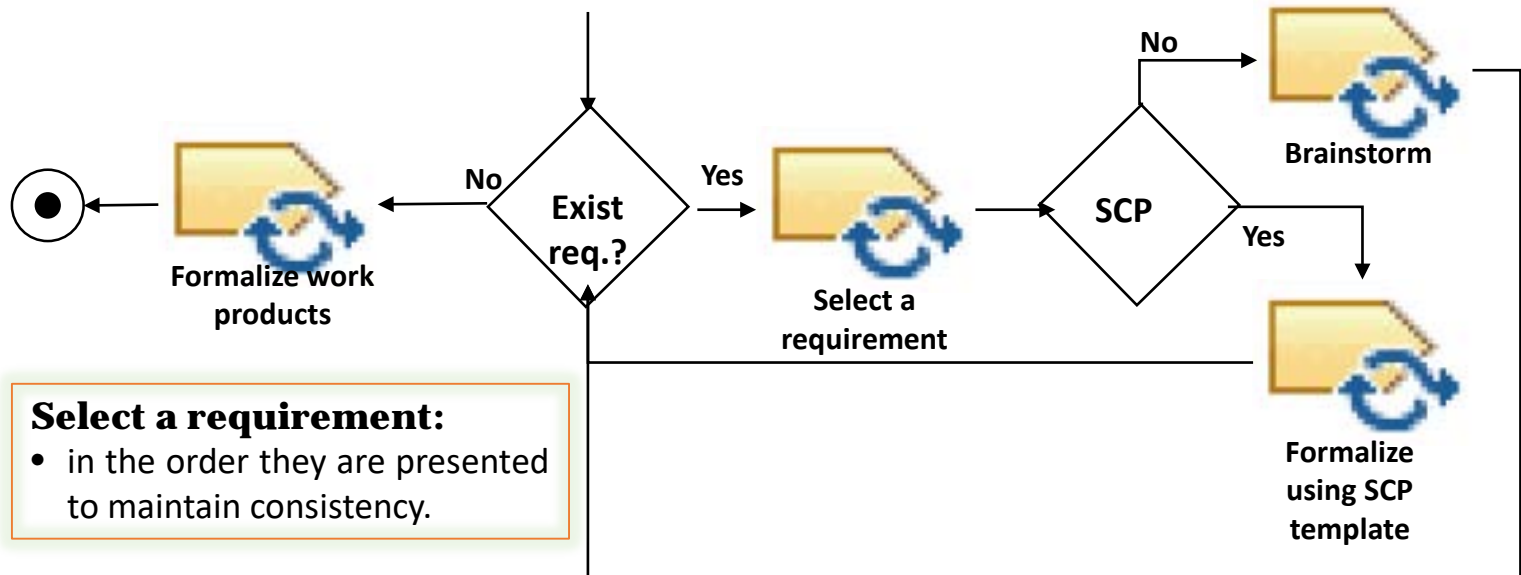 No
Brainstorm
No
Yes
Exist
req.?
SCP
Yes
Formalize work
products
Select a
requirement
Select a requirement:
• in the order they are presented
to maintain consistency.
Formalize
using SCP
template